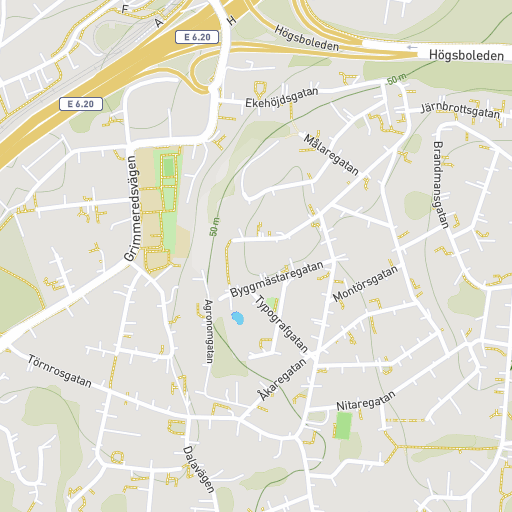 F
A
H
E 6.20
Högsboleden
Högsboleden
50 m
E 6.20
Ekehöjdsgatan
Järnbrottsgatan
Målaregatan
Brandmansgatan
Grimmeredsvägen
50 m
Byggmästaregatan
Montörsgatan
Agronomgatan
Typografgatan
Törnrosgatan
Åkaregatan
Nitaregatan
Dalavägen